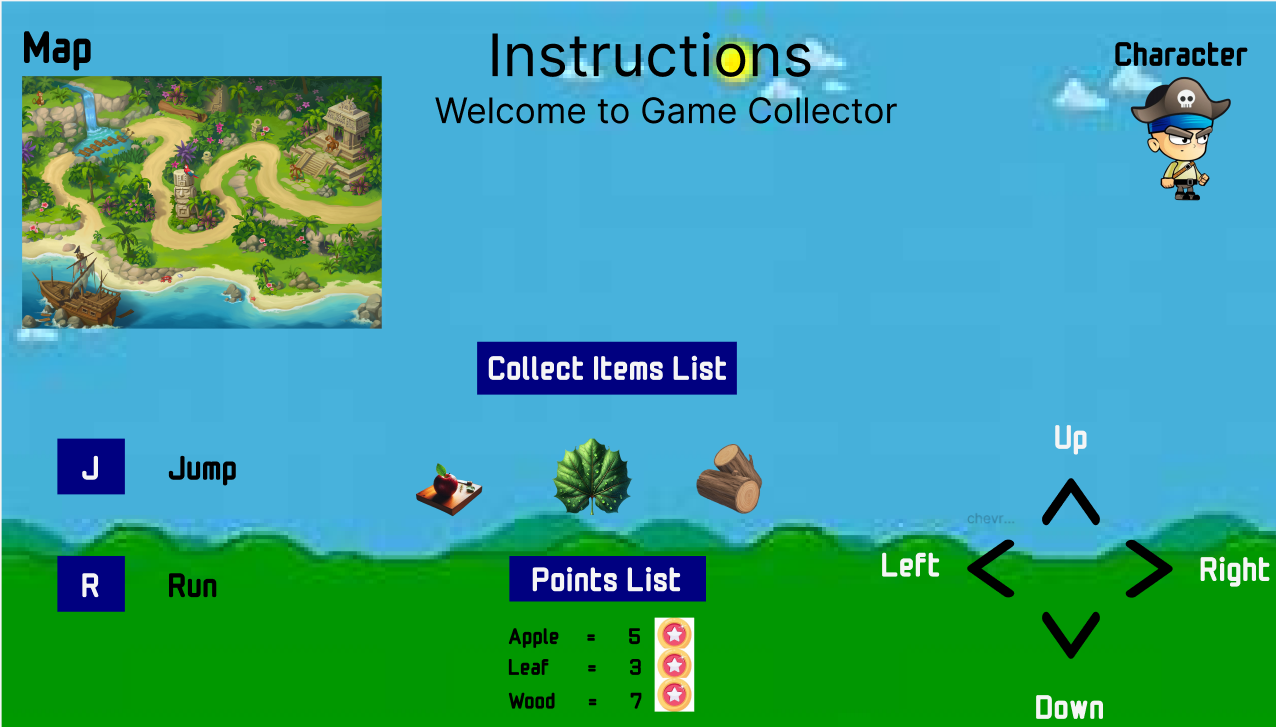 Map
Instructions
Welcome to Game Collector
Character
Collect Items List
J Jump
R Run
Up
chevr...
Left
Right
Down
Points List
Apple = 5
Leaf = 3
Wood = 7